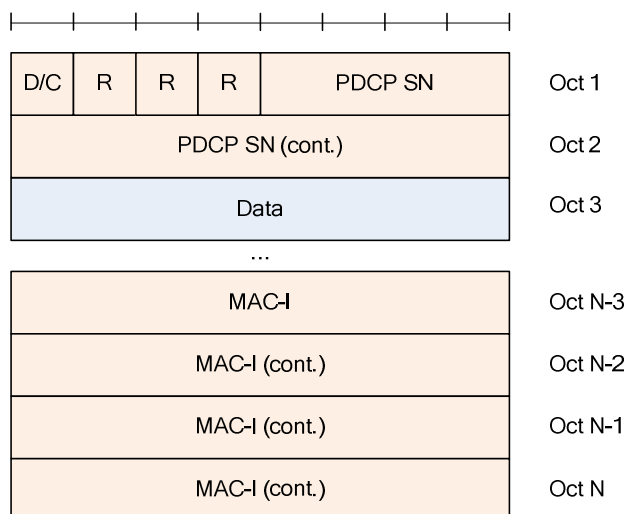 D/C R R R PDCP SN Oct 1
PDCP SN (cont.) Oct 2
Data Oct 3
...
MAC-I Oct N-3
MAC-I (cont.) Oct N-2
MAC-I (cont.) Oct N-1
MAC-I (cont.) Oct N